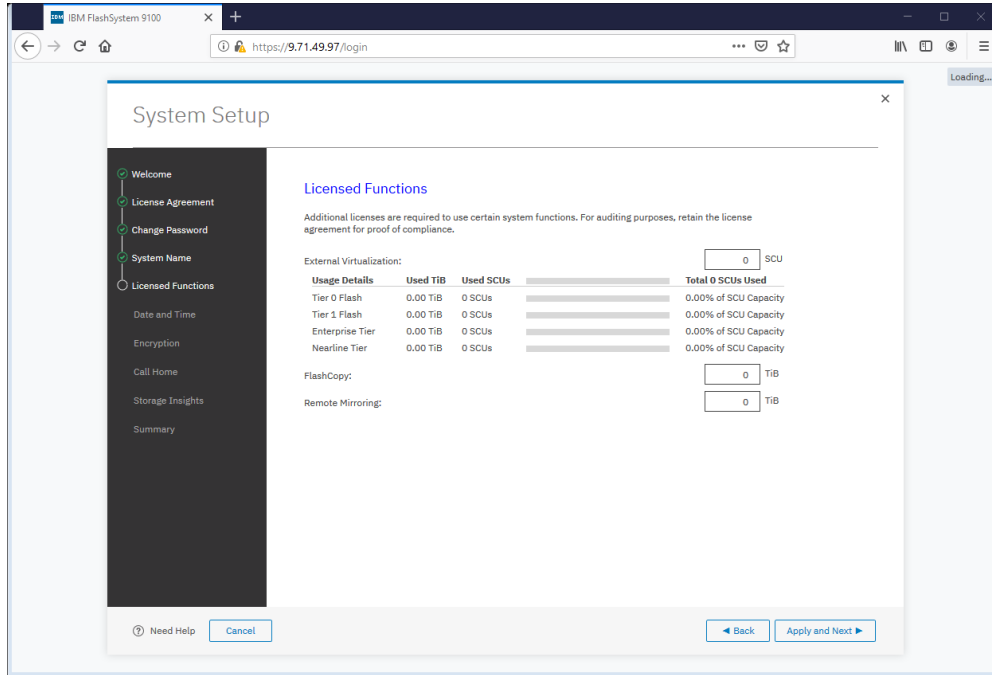 IBM FlashSystem 9100
https://9.71.49.97/login
Loading...
System Setup
Welcome
License Agreement
Change Password
System Name
Licensed Functions
Date and Time
Encryption
Call Home
Storage Insights
Summary
Licensed Functions
Additional licenses are required to use certain system functions. For auditing purposes, retain the license
agreement for proof of compliance.
External Virtualization: 0 SCU
Usage Details Used TiB Used SCUs Total 0 SCUs Used
Tier 0 Flash 0.00 TiB 0 SCUs 0.00% of SCU Capacity
Tier 1 Flash 0.00 TiB 0 SCUs 0.00% of SCU Capacity
Enterprise Tier 0.00 TiB 0 SCUs 0.00% of SCU Capacity
Nearline Tier 0.00 TiB 0 SCUs 0.00% of SCU Capacity
FlashCopy: 0 TiB
Remote Mirroring: 0 TiB
Need Help Cancel Back Apply and Next